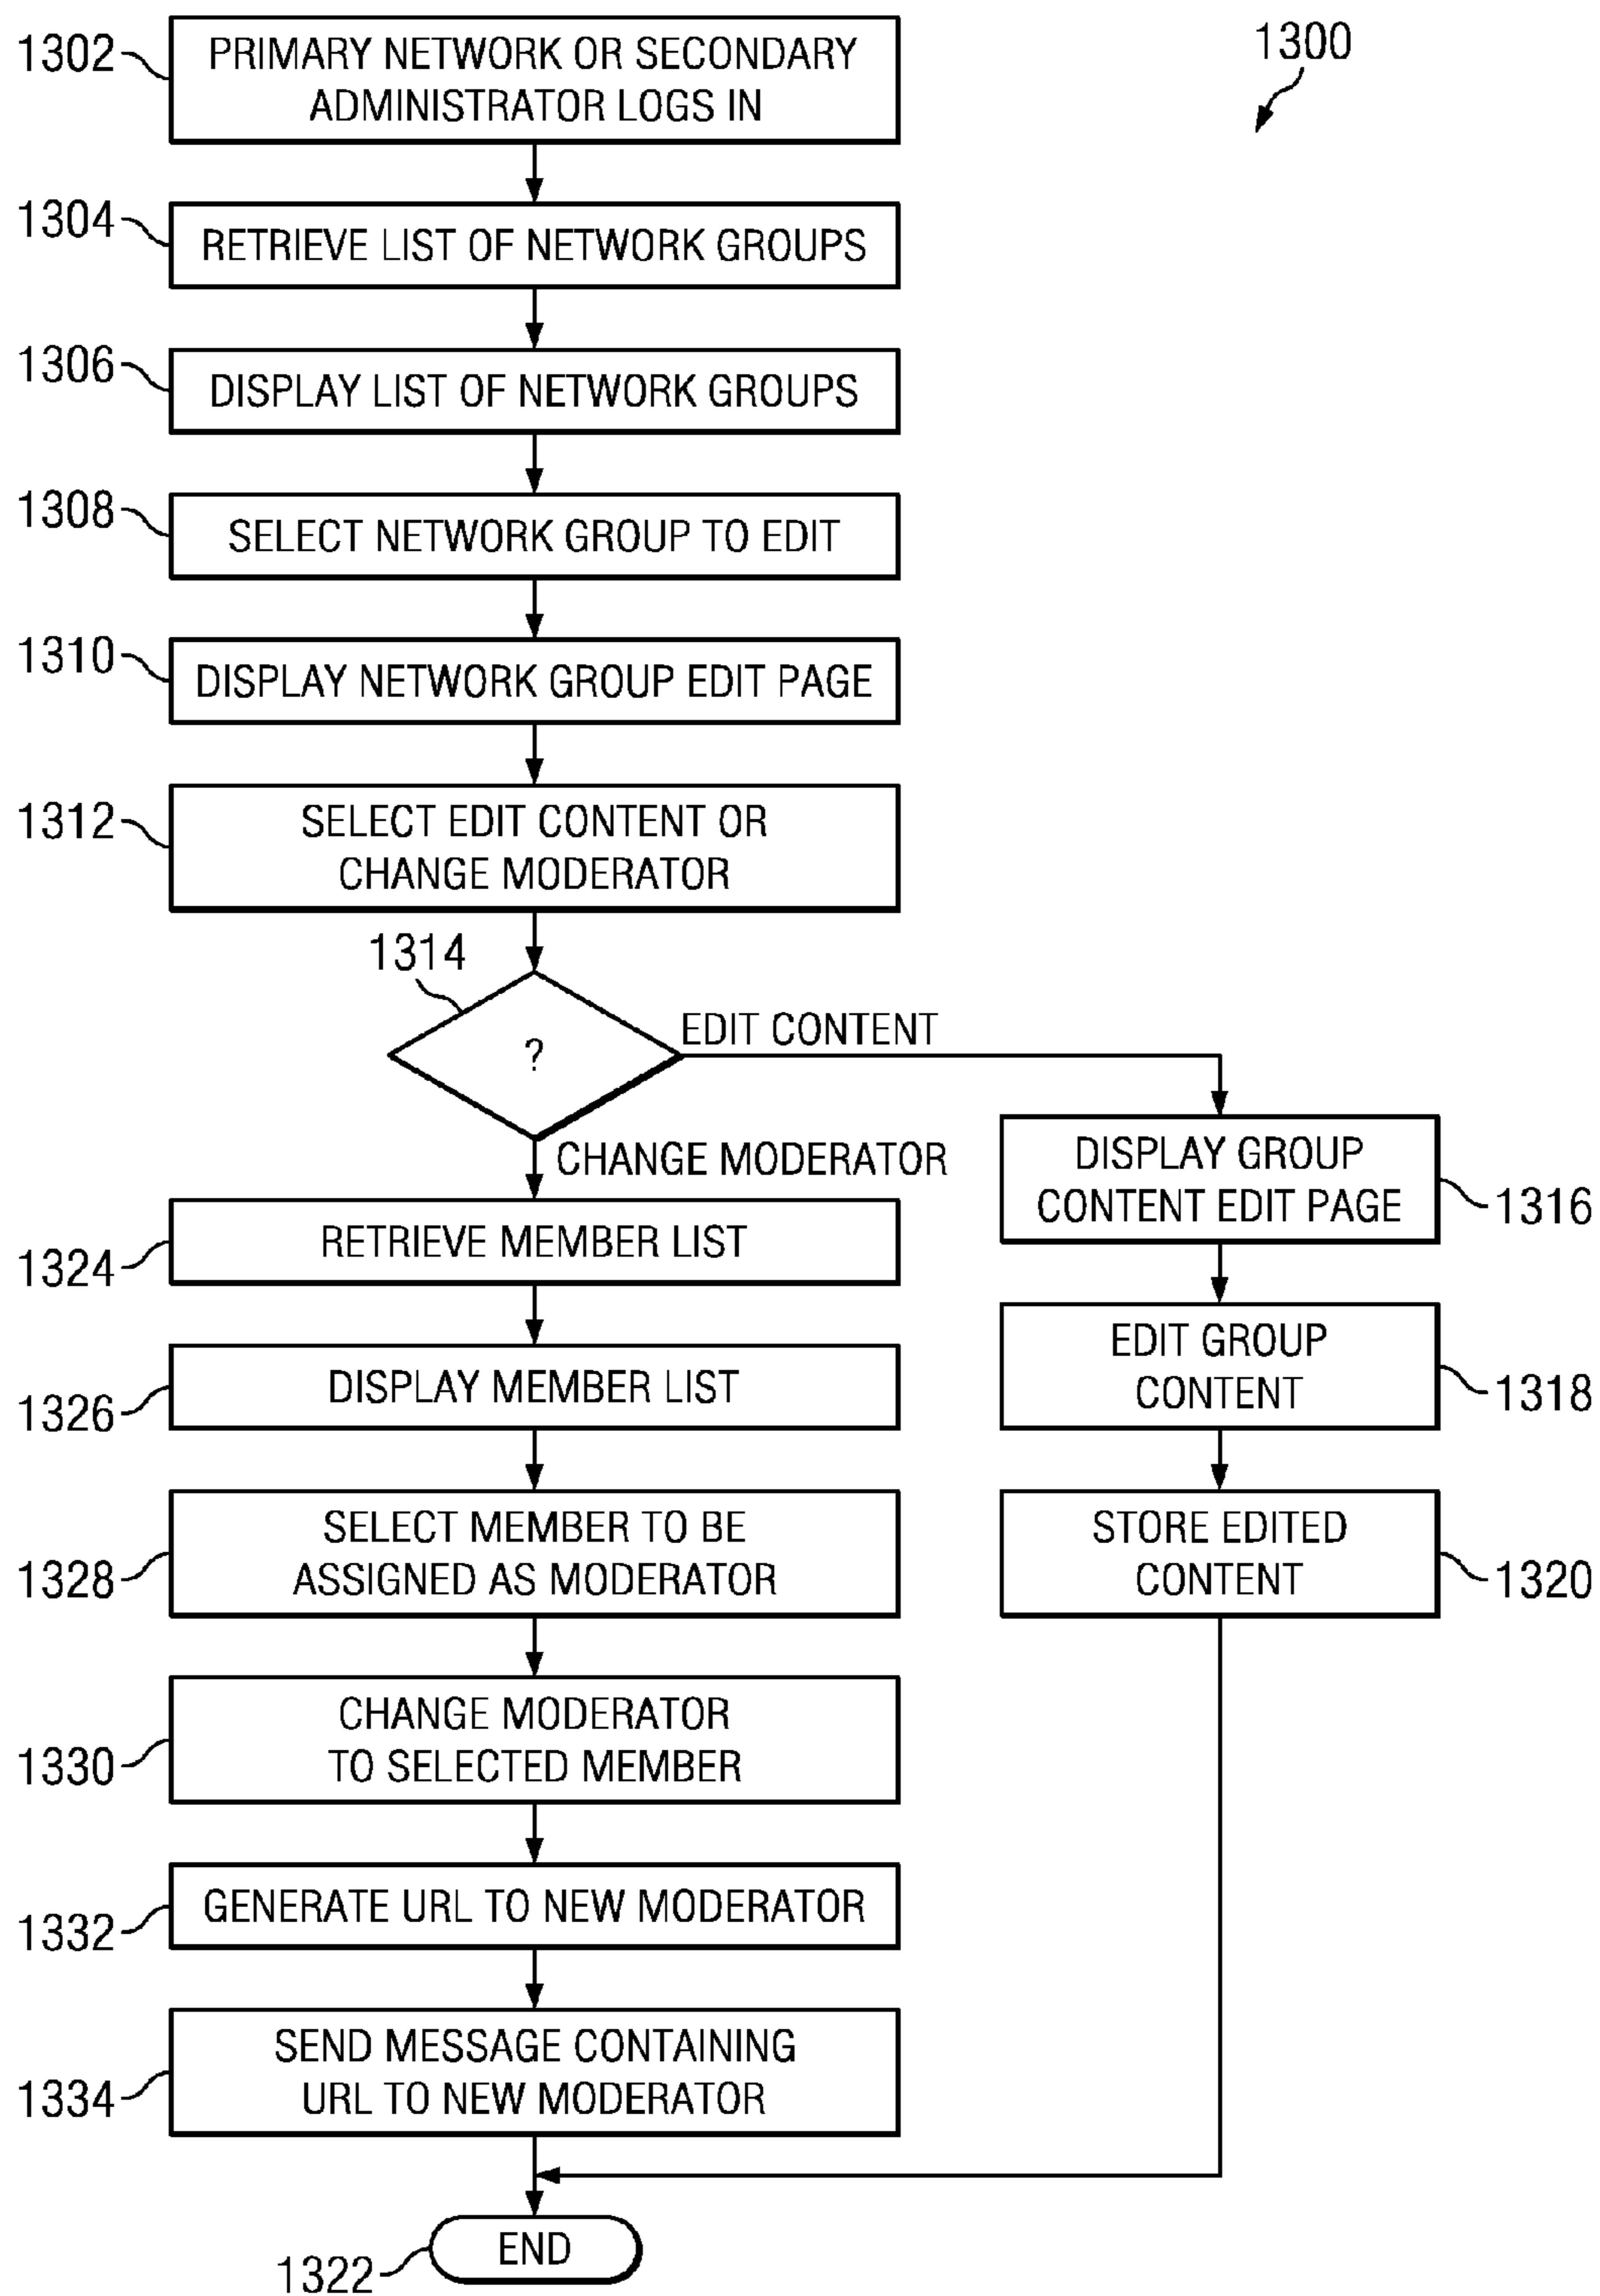 1300
1302
PRIMARY NETWORK OR SECONDARY
ADMINISTRATOR LOGS IN
1304
RETRIEVE LIST OF NETWORK GROUPS
1306
DISPLAY LIST OF NETWORK GROUPS
1308
SELECT NETWORK GROUP TO EDIT
1310
DISPLAY NETWORK GROUP EDIT PAGE
1312
SELECT EDIT CONTENT OR
CHANGE MODERATOR
1314
?
EDIT CONTENT
CHANGE MODERATOR
DISPLAY GROUP
CONTENT EDIT PAGE
1316
EDIT GROUP
CONTENT
1318
STORE EDITED
CONTENT
1320
1324
RETRIEVE MEMBER LIST
1326
DISPLAY MEMBER LIST
1328
SELECT MEMBER TO BE
ASSIGNED AS MODERATOR
1330
CHANGE MODERATOR
TO SELECTED MEMBER
1332
GENERATE URL TO NEW MODERATOR
1334
SEND MESSAGE CONTAINING
URL TO NEW MODERATOR
1322
END